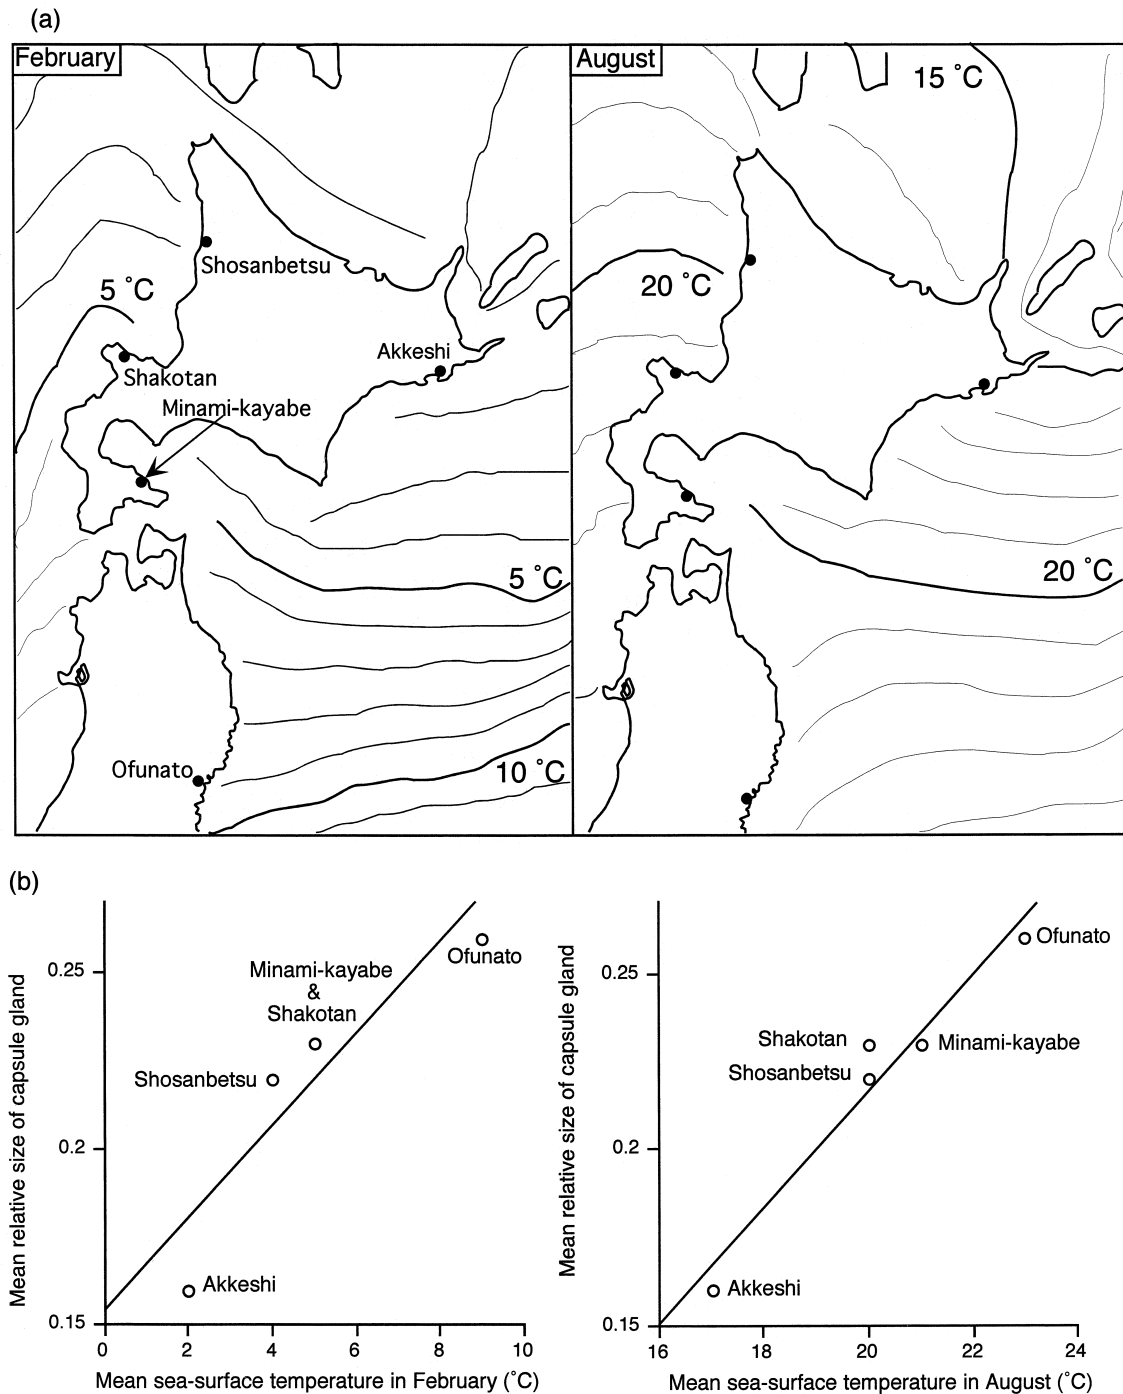 (a)
February
5 ˚C
Shosanbetsu
Shakotan
Akkeshi
Minami-kayabe
5 ˚C
Ofunato
10 ˚C
August
15 ˚C
20 ˚C
20 ˚C
(b)
Mean relative size of capsule gland
0.25
0.2
0.15
Minami-kayabe
&
Shakotan
Ofunato
Shosanbetsu
Akkeshi
0 2 4 6 8 10
Mean sea-surface temperature in February (˚C)
Mean relative size of capsule gland
0.25
0.2
0.15
Ofunato
Shakotan
Minami-kayabe
Shosanbetsu
Akkeshi
16 18 20 22 24
Mean sea-surface temperature in August (˚C)